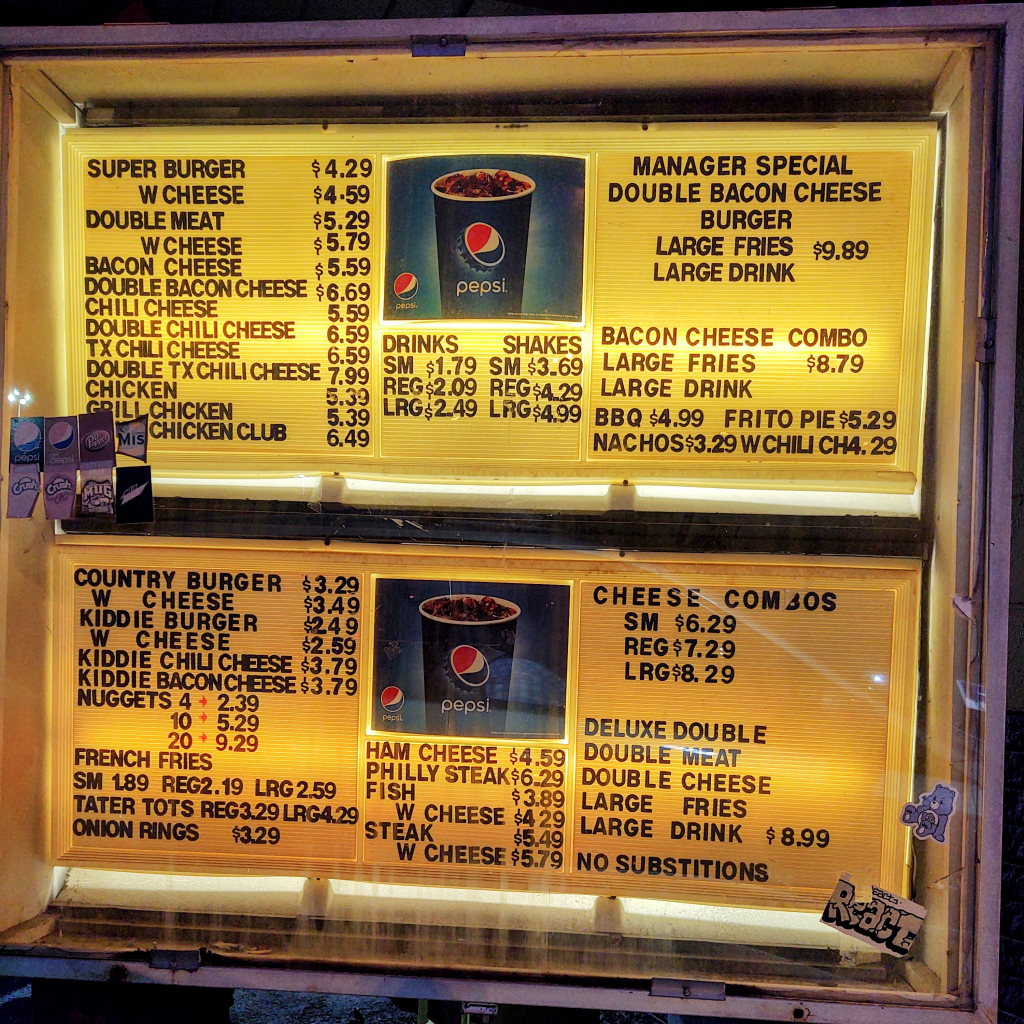 SUPER BURGER $4.29
W CHEESE $4.59
DOUBLE MEAT $5.29
W CHEESE $5.79
BACON CHEESE $5.59
DOUBLE BACON CHEESE $6.69
CHILI CHEESE 5.59
DOUBLE CHILI CHEESE 6.59
TX CHILI CHEESE 6.59
DOUBLE TX CHILI CHEESE 7.99
CHICKEN 5.39
GRILL CHICKEN 5.39
CHICKEN CLUB 6.49
pepsi
pepsi
DRINKS SHAKES
SM $1.79 SM $3.69
REG $2.09 REG $4.29
LRG $2.49 LRG $4.99
MANAGER SPECIAL
DOUBLE BACON CHEESE
BURGER
LARGE FRIES $9.89
LARGE DRINK
BACON CHEESE COMBO
LARGE FRIES $8.79
LARGE DRINK
BBQ $4.99 FRITO PIE $5.29
NACHOS $3.29 W CHILI CH 4.29
pepsi pepsi Dr Pepper Mis
Crush Crush MUG
COUNTRY BURGER $3.29
W CHEESE $3.49
KIDDIE BURGER $2.49
W CHEESE $2.59
KIDDIE CHILI CHEESE $3.79
KIDDIE BACON CHEESE $3.79
NUGGETS 4 → 2.39
10 → 5.29
20 → 9.29
FRENCH FRIES
SM 1.89 REG 2.19 LRG 2.59
TATER TOTS REG 3.29 LRG 4.29
ONION RINGS $3.29
pepsi
pepsi
HAM CHEESE $4.59
PHILLY STEAK $6.29
FISH $3.89
W CHEESE $4.29
STEAK $5.49
W CHEESE $5.79
CHEESE COMBOS
SM $6.29
REG $7.29
LRG $8.29
DELUXE DOUBLE
DOUBLE MEAT
DOUBLE CHEESE
LARGE FRIES
LARGE DRINK $8.99
NO SUBSTITIONS